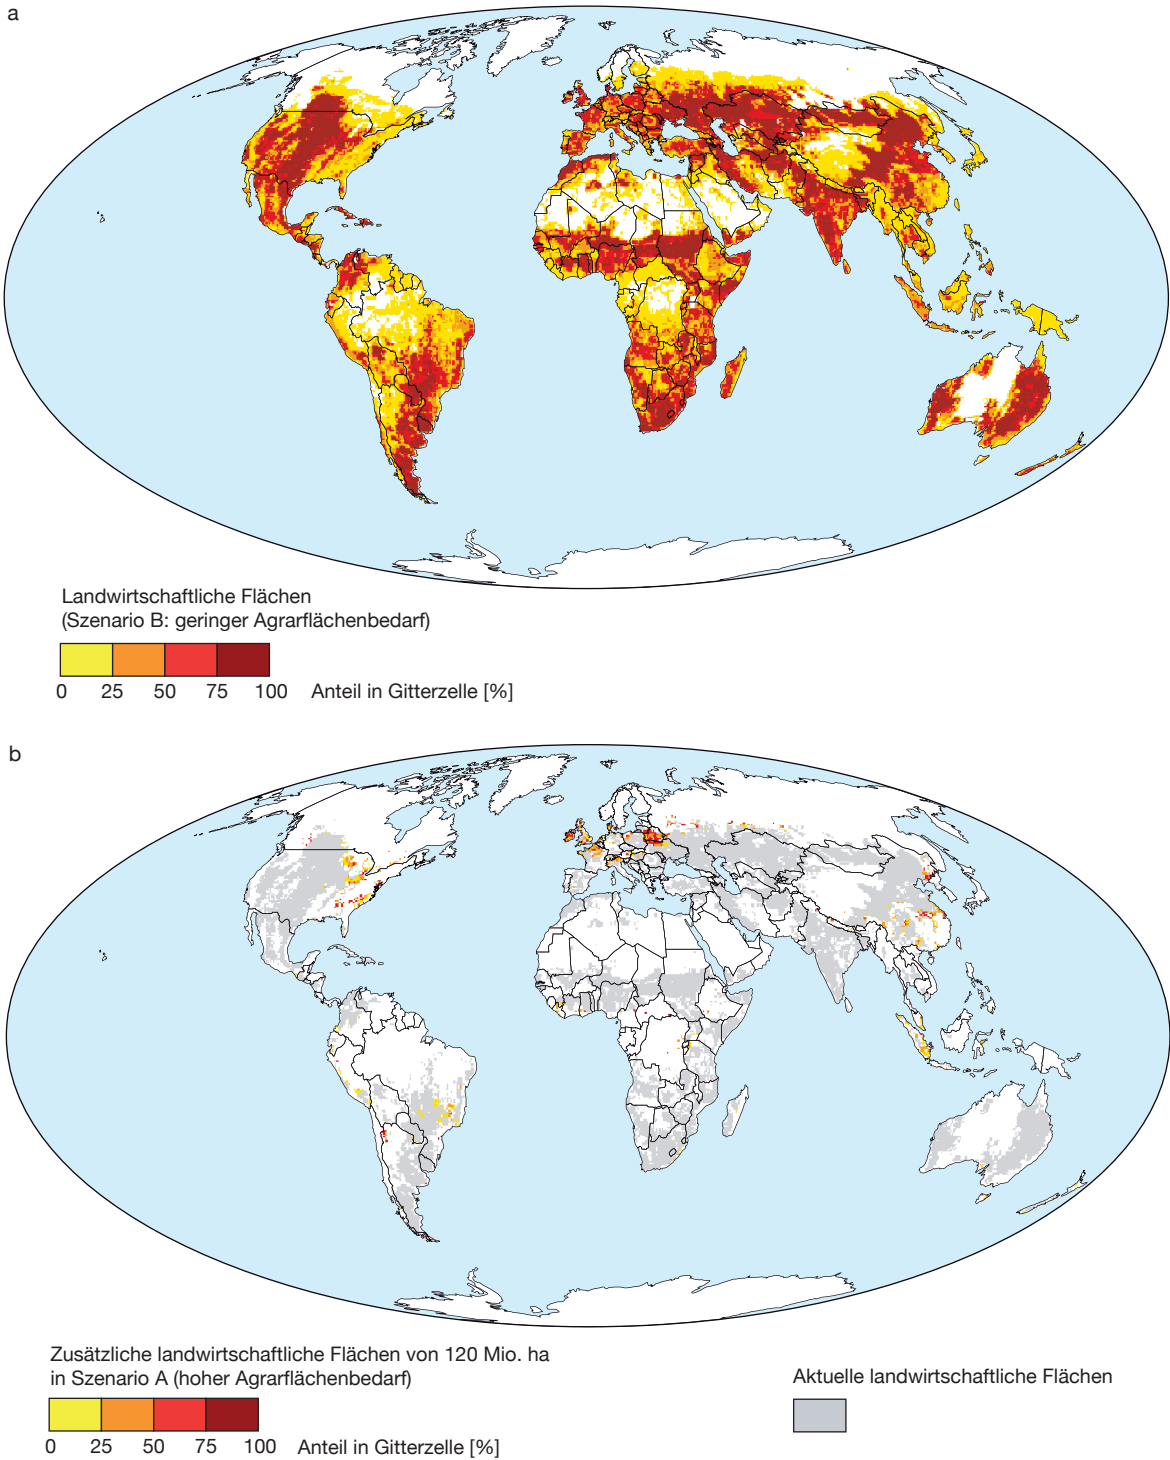 a
Landwirtschaftliche Flächen
(Szenario B: geringer Agrarflächenbedarf)
0 25 50 75 100 Anteil in Gitterzelle [%]
b
Zusätzliche landwirtschaftliche Flächen von 120 Mio. ha
in Szenario A (hoher Agrarflächenbedarf)
0 25 50 75 100 Anteil in Gitterzelle [%]
Aktuelle landwirtschaftliche Flächen